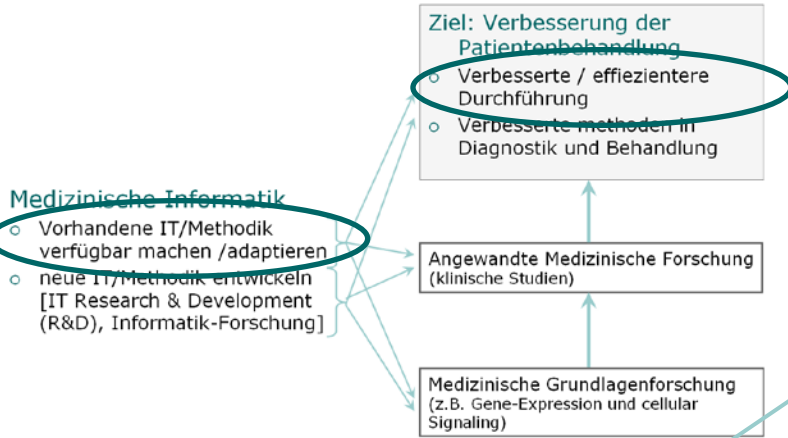 Ziel: Verbesserung der
Patientenbehandlung
Verbesserte / effiezientere
Durchführung
Verbesserte methoden in
Diagnostik und Behandlung
Medizinische Informatik
Vorhandene IT/Methodik
verfügbar machen /adaptieren
neue IT/Methodik entwickeln
[IT Research & Development
(R&D), Informatik-Forschung]
Angewandte Medizinische Forschung
(klinische Studien)
Medizinische Grundlagenforschung
(z.B. Gene-Expression und cellular
Signaling)